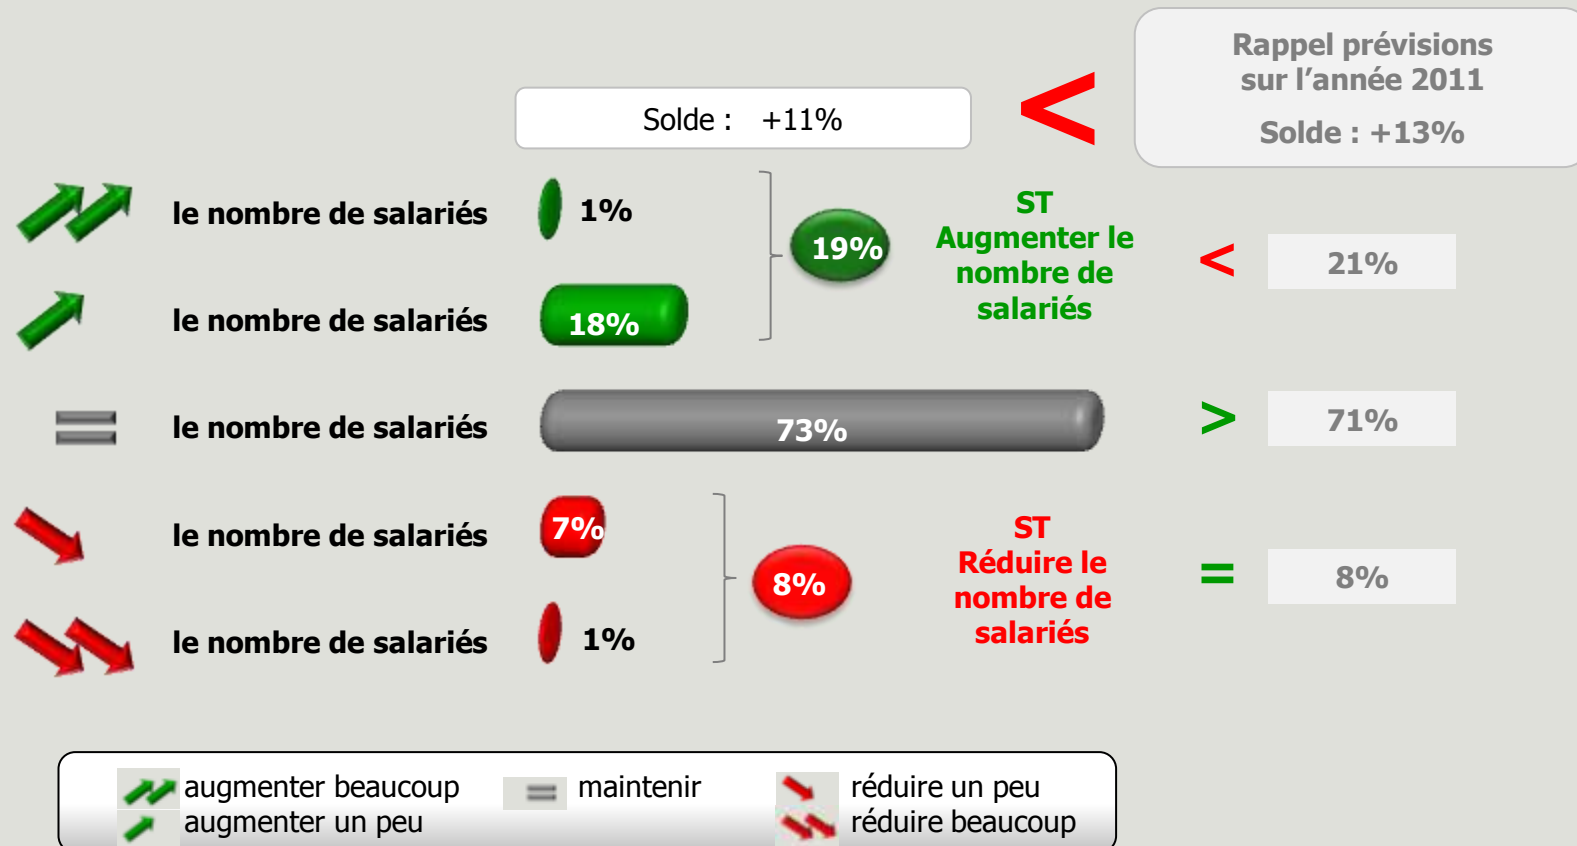 Rappel prévisions
sur l’année 2011
Solde : +13%
Solde : +11%
<
le nombre de salariés 1%
le nombre de salariés 18%
19%
ST
Augmenter le
nombre de
salariés
< 21%
le nombre de salariés 73% > 71%
le nombre de salariés 7%
le nombre de salariés 1%
8%
ST
Réduire le
nombre de
salariés
= 8%
augmenter beaucoup = maintenir réduire un peu
augmenter un peu réduire beaucoup